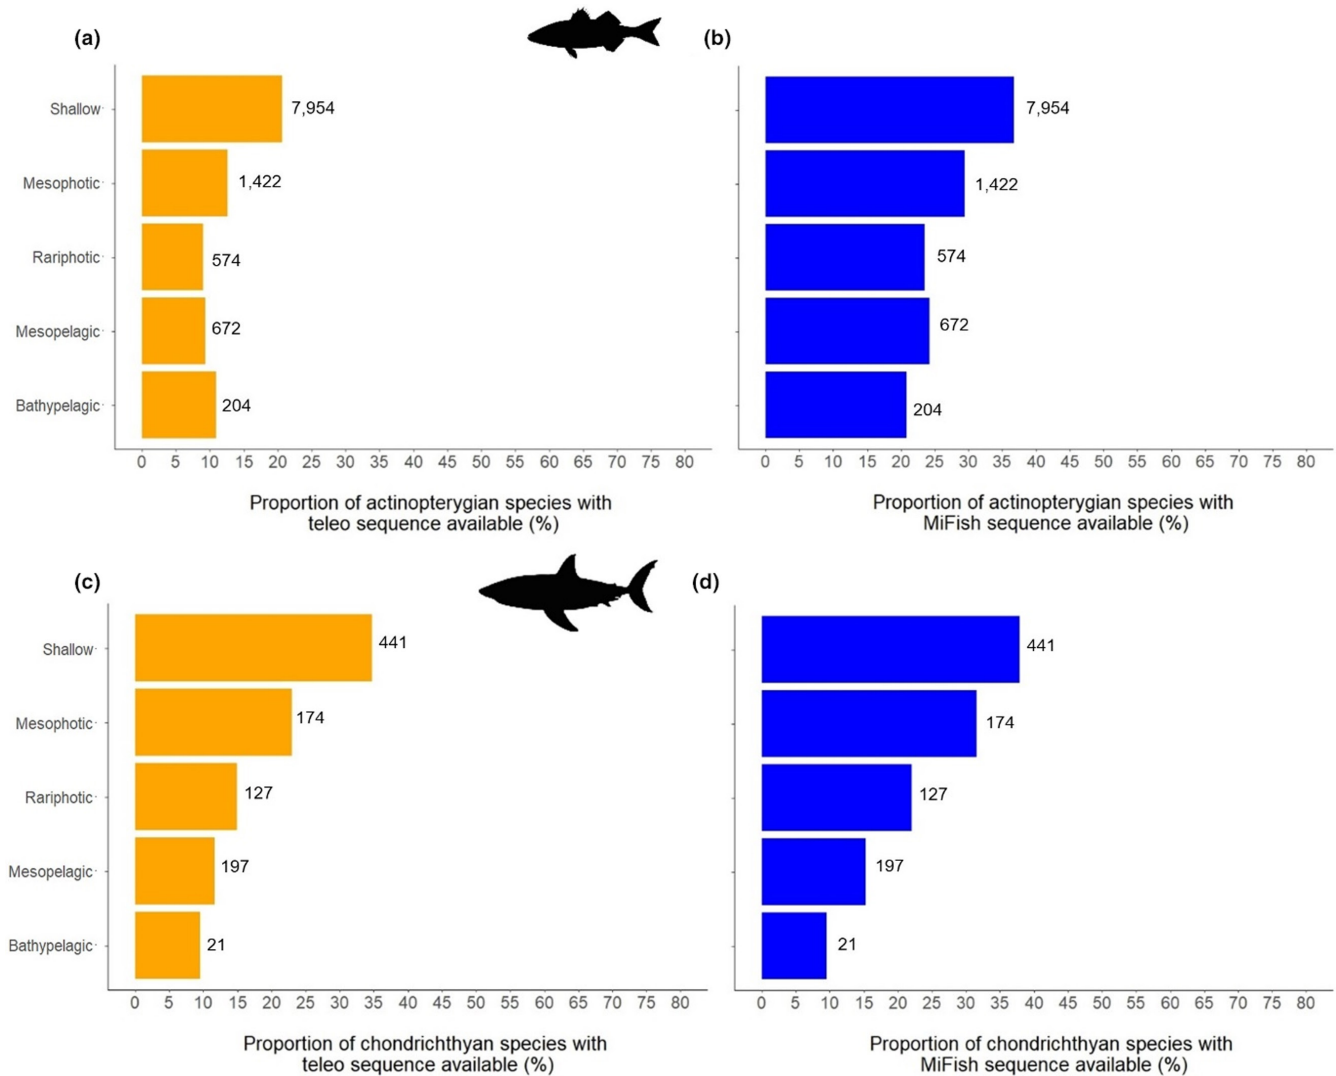 (a)
Shallow
7,954
Mesophotic
1,422
Rariphotic
574
Mesopelagic
672
Bathypelagic
204
0 5 10 15 20 25 30 35 40 45 50 55 60 65 70 75 80
Proportion of actinopterygian species with
teleo sequence available (%)
(b)
7,954
1,422
574
672
204
0 5 10 15 20 25 30 35 40 45 50 55 60 65 70 75 80
Proportion of actinopterygian species with
MiFish sequence available (%)
(c)
Shallow
441
Mesophotic
174
Rariphotic
127
Mesopelagic
197
Bathypelagic
21
0 5 10 15 20 25 30 35 40 45 50 55 60 65 70 75 80
Proportion of chondrichthyan species with
teleo sequence available (%)
(d)
441
174
127
197
21
0 5 10 15 20 25 30 35 40 45 50 55 60 65 70 75 80
Proportion of chondrichthyan species with
MiFish sequence available (%)